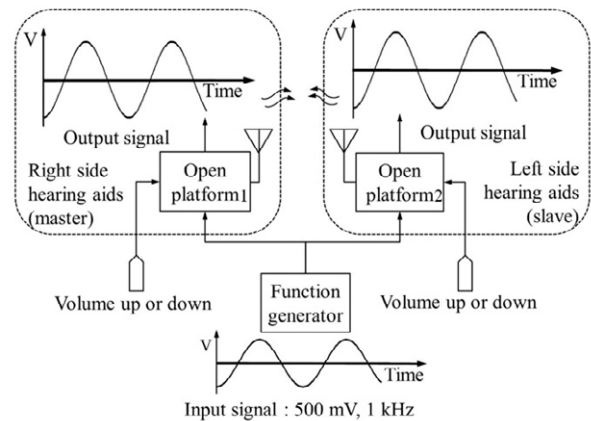 V
Time
Output signal
Right side
hearing aids
(master)
Open
platform1
Volume up or down
V
Time
Output signal
Open
platform2
Left side
hearing aids
(slave)
Volume up or down
Function
generator
V
Time
Input signal : 500 mV, 1 kHz